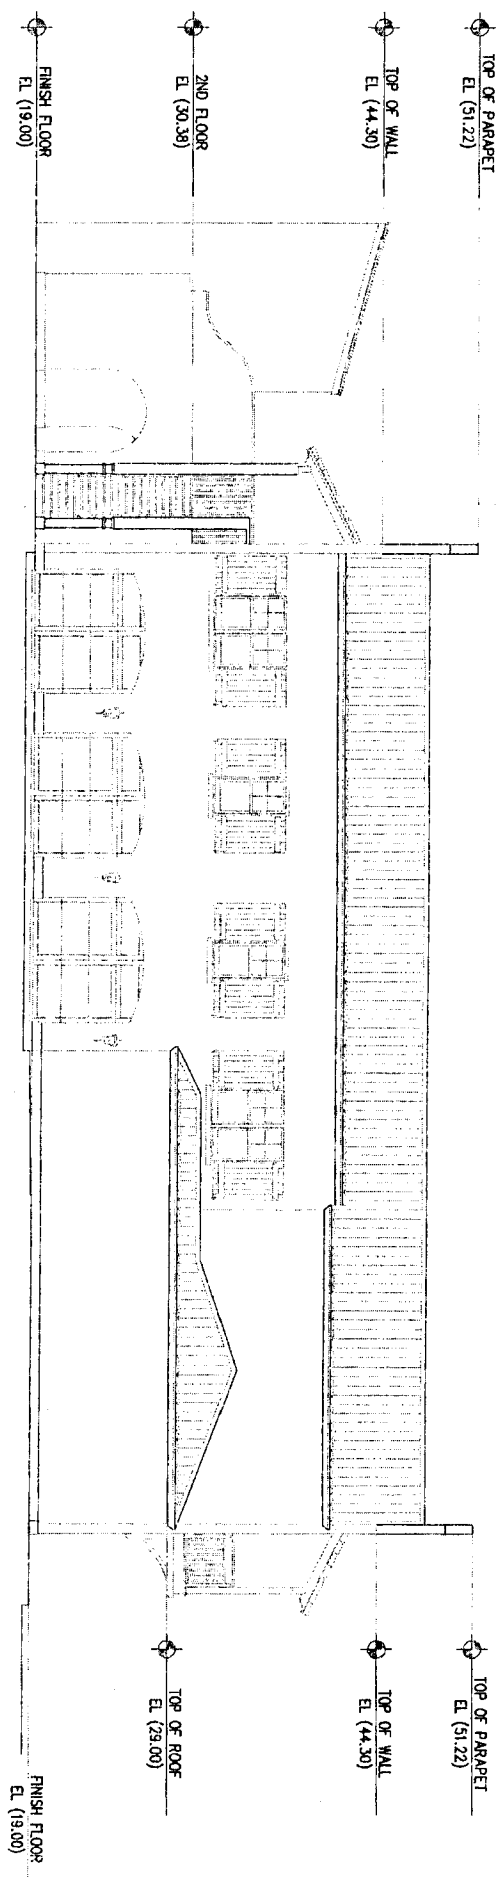 TOP OF PARAPET
EL (51.22)
TOP OF WALL
EL (44.30)
2ND FLOOR
EL (30.38)
FINISH FLOOR
EL (19.00)
TOP OF PARAPET
EL (51.22)
TOP OF WALL
EL (44.30)
TOP OF ROOF
EL (29.00)
FINISH FLOOR
EL (19.00)